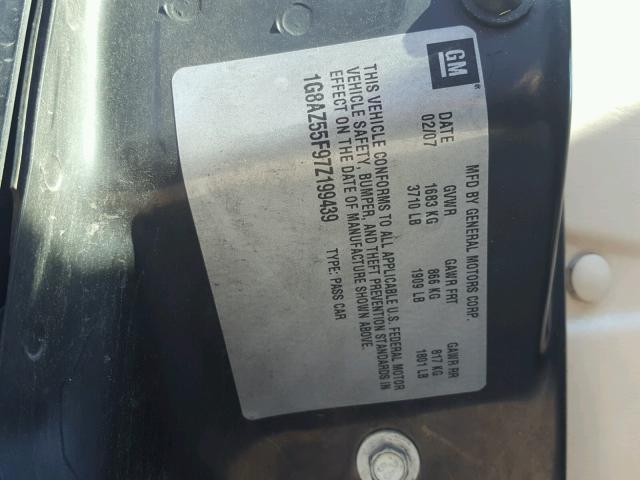 GM®
MFD BY GENERAL MOTORS CORP.
DATE GVWR GAWR FRT GAWR RR
02/07 1683 KG 866 KG 817 KG
3710 LB 1909 LB 1801 LB
THIS VEHICLE CONFORMS TO ALL APPLICABLE U.S. FEDERAL MOTOR
VEHICLE SAFETY, BUMPER, AND THEFT PREVENTION STANDARDS IN
EFFECT ON THE DATE OF MANUFACTURE SHOWN ABOVE.
1G8AZ55F97Z199439 TYPE: PASS CAR